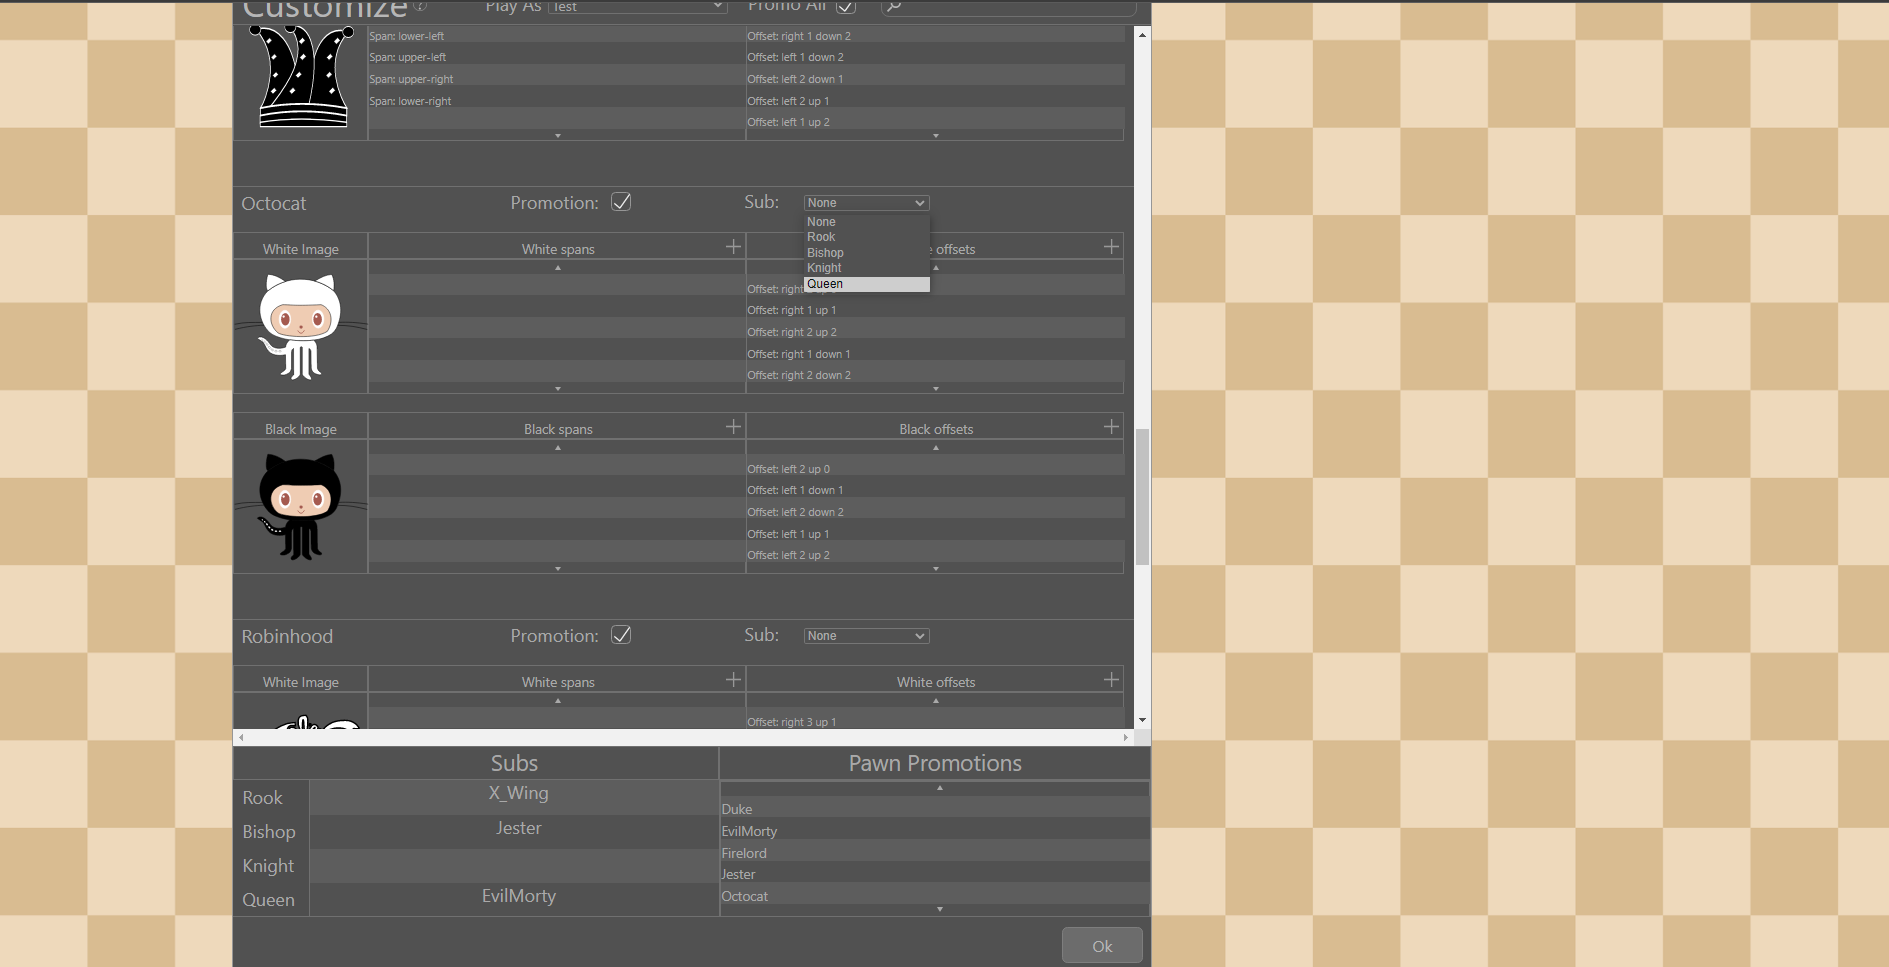 Customize ? Play As Test Promo All
Span: lower-left Offset: right 1 down 2
Span: upper-left Offset: left 1 down 2
Span: upper-right Offset: left 2 down 1
Span: lower-right Offset: left 2 up 1
Offset: left 1 up 2
Octocat Promotion: Sub: None
None
Rook
Bishop
Knight
Queen
White Image White spans offsets
Offset: right
Offset: right 1 up 1
Offset: right 2 up 2
Offset: right 1 down 1
Offset: right 2 down 2
Black Image Black spans Black offsets
Offset: left 2 up 0
Offset: left 1 down 1
Offset: left 2 down 2
Offset: left 1 up 1
Offset: left 2 up 2
Robinhood Promotion: Sub: None
White Image White spans White offsets
Offset: right 3 up 1
Subs Pawn Promotions
Rook X_Wing
Bishop Jester
Knight
Queen EvilMorty
Duke
EvilMorty
Firelord
Jester
Octocat
Ok